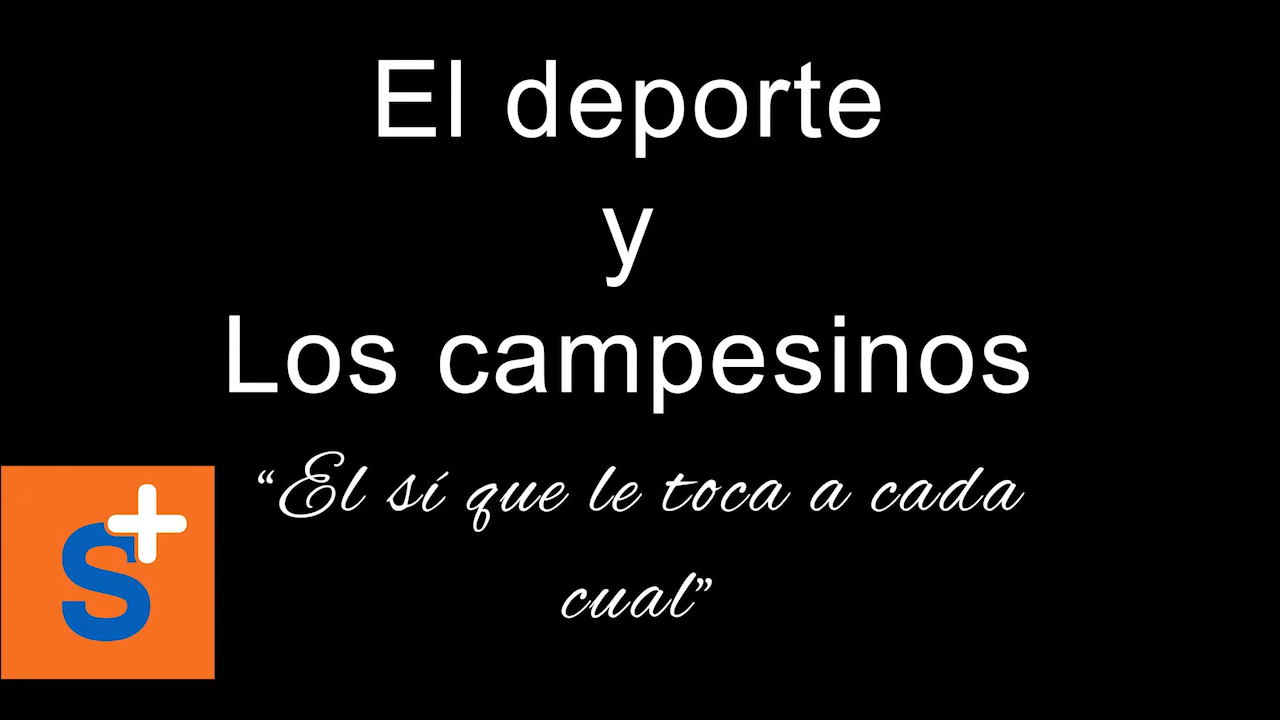 El deporte
y
Los campesinos
“El sí que le toca a cada
cual”
S+